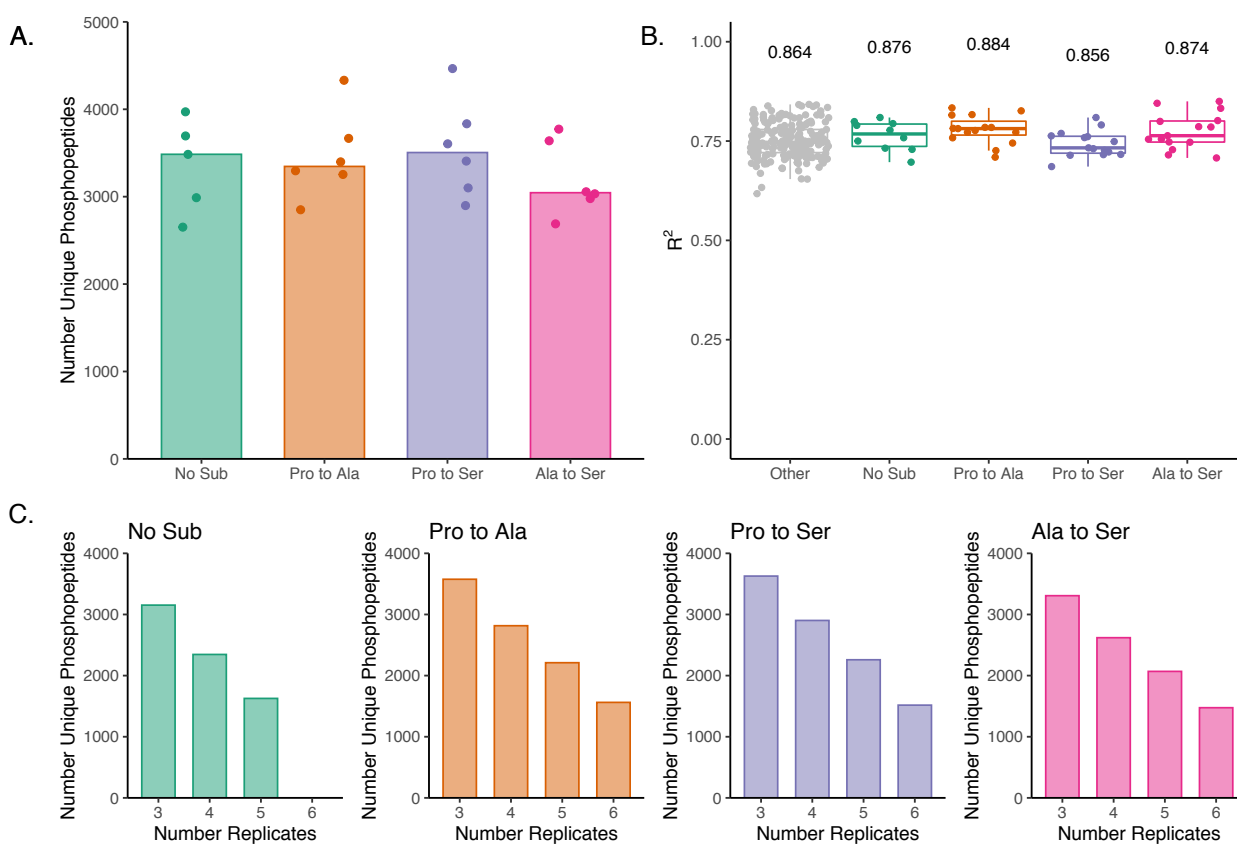 A.
Number Unique Phosphopeptides
5000
4000
3000
2000
1000
0
No Sub Pro to Ala Pro to Ser Ala to Ser
B.
R²
1.00
0.75
0.50
0.25
0.00
0.864 0.876 0.884 0.856 0.874
Other No Sub Pro to Ala Pro to Ser Ala to Ser
C.
No Sub
Number Unique Phosphopeptides
4000
3000
2000
1000
0
3 4 5 6
Number Replicates
Pro to Ala
Number Unique Phosphopeptides
4000
3000
2000
1000
0
3 4 5 6
Number Replicates
Pro to Ser
Number Unique Phosphopeptides
4000
3000
2000
1000
0
3 4 5 6
Number Replicates
Ala to Ser
Number Unique Phosphopeptides
4000
3000
2000
1000
0
3 4 5 6
Number Replicates